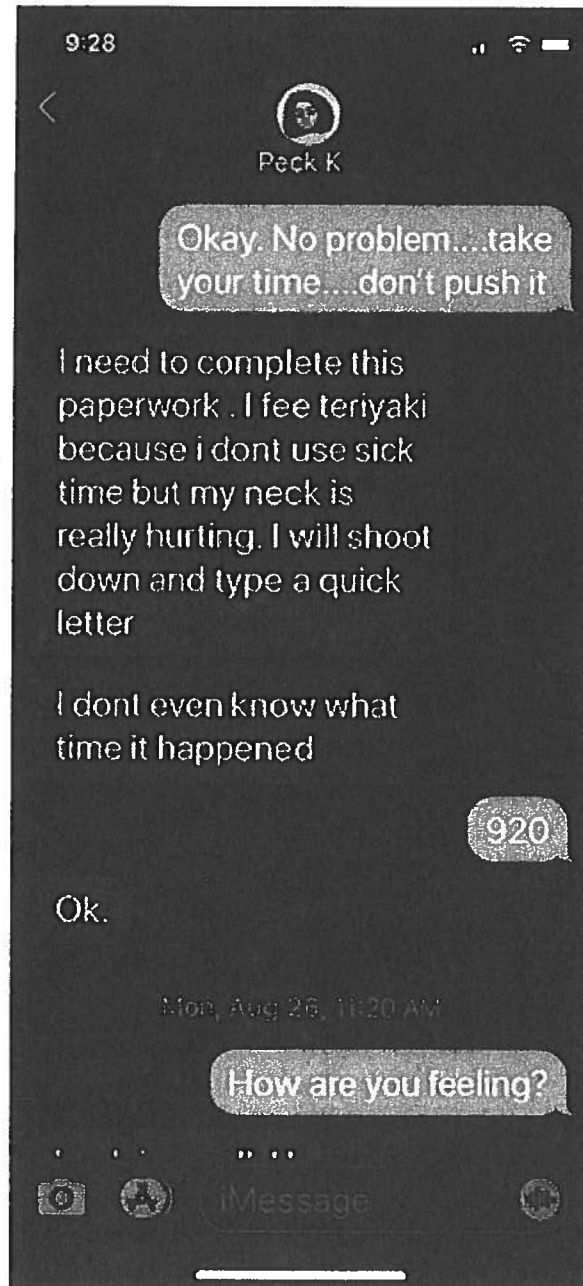 9:28
Peck K
Okay. No problem....take
your time....don't push it
I need to complete this
paperwork . I fee teriyaki
because i dont use sick
time but my neck is
really hurting. I will shoot
down and type a quick
letter
I dont even know what
time it happened
920
Ok.
Mon, Aug 26, 11:20 AM
How are you feeling?
iMessage